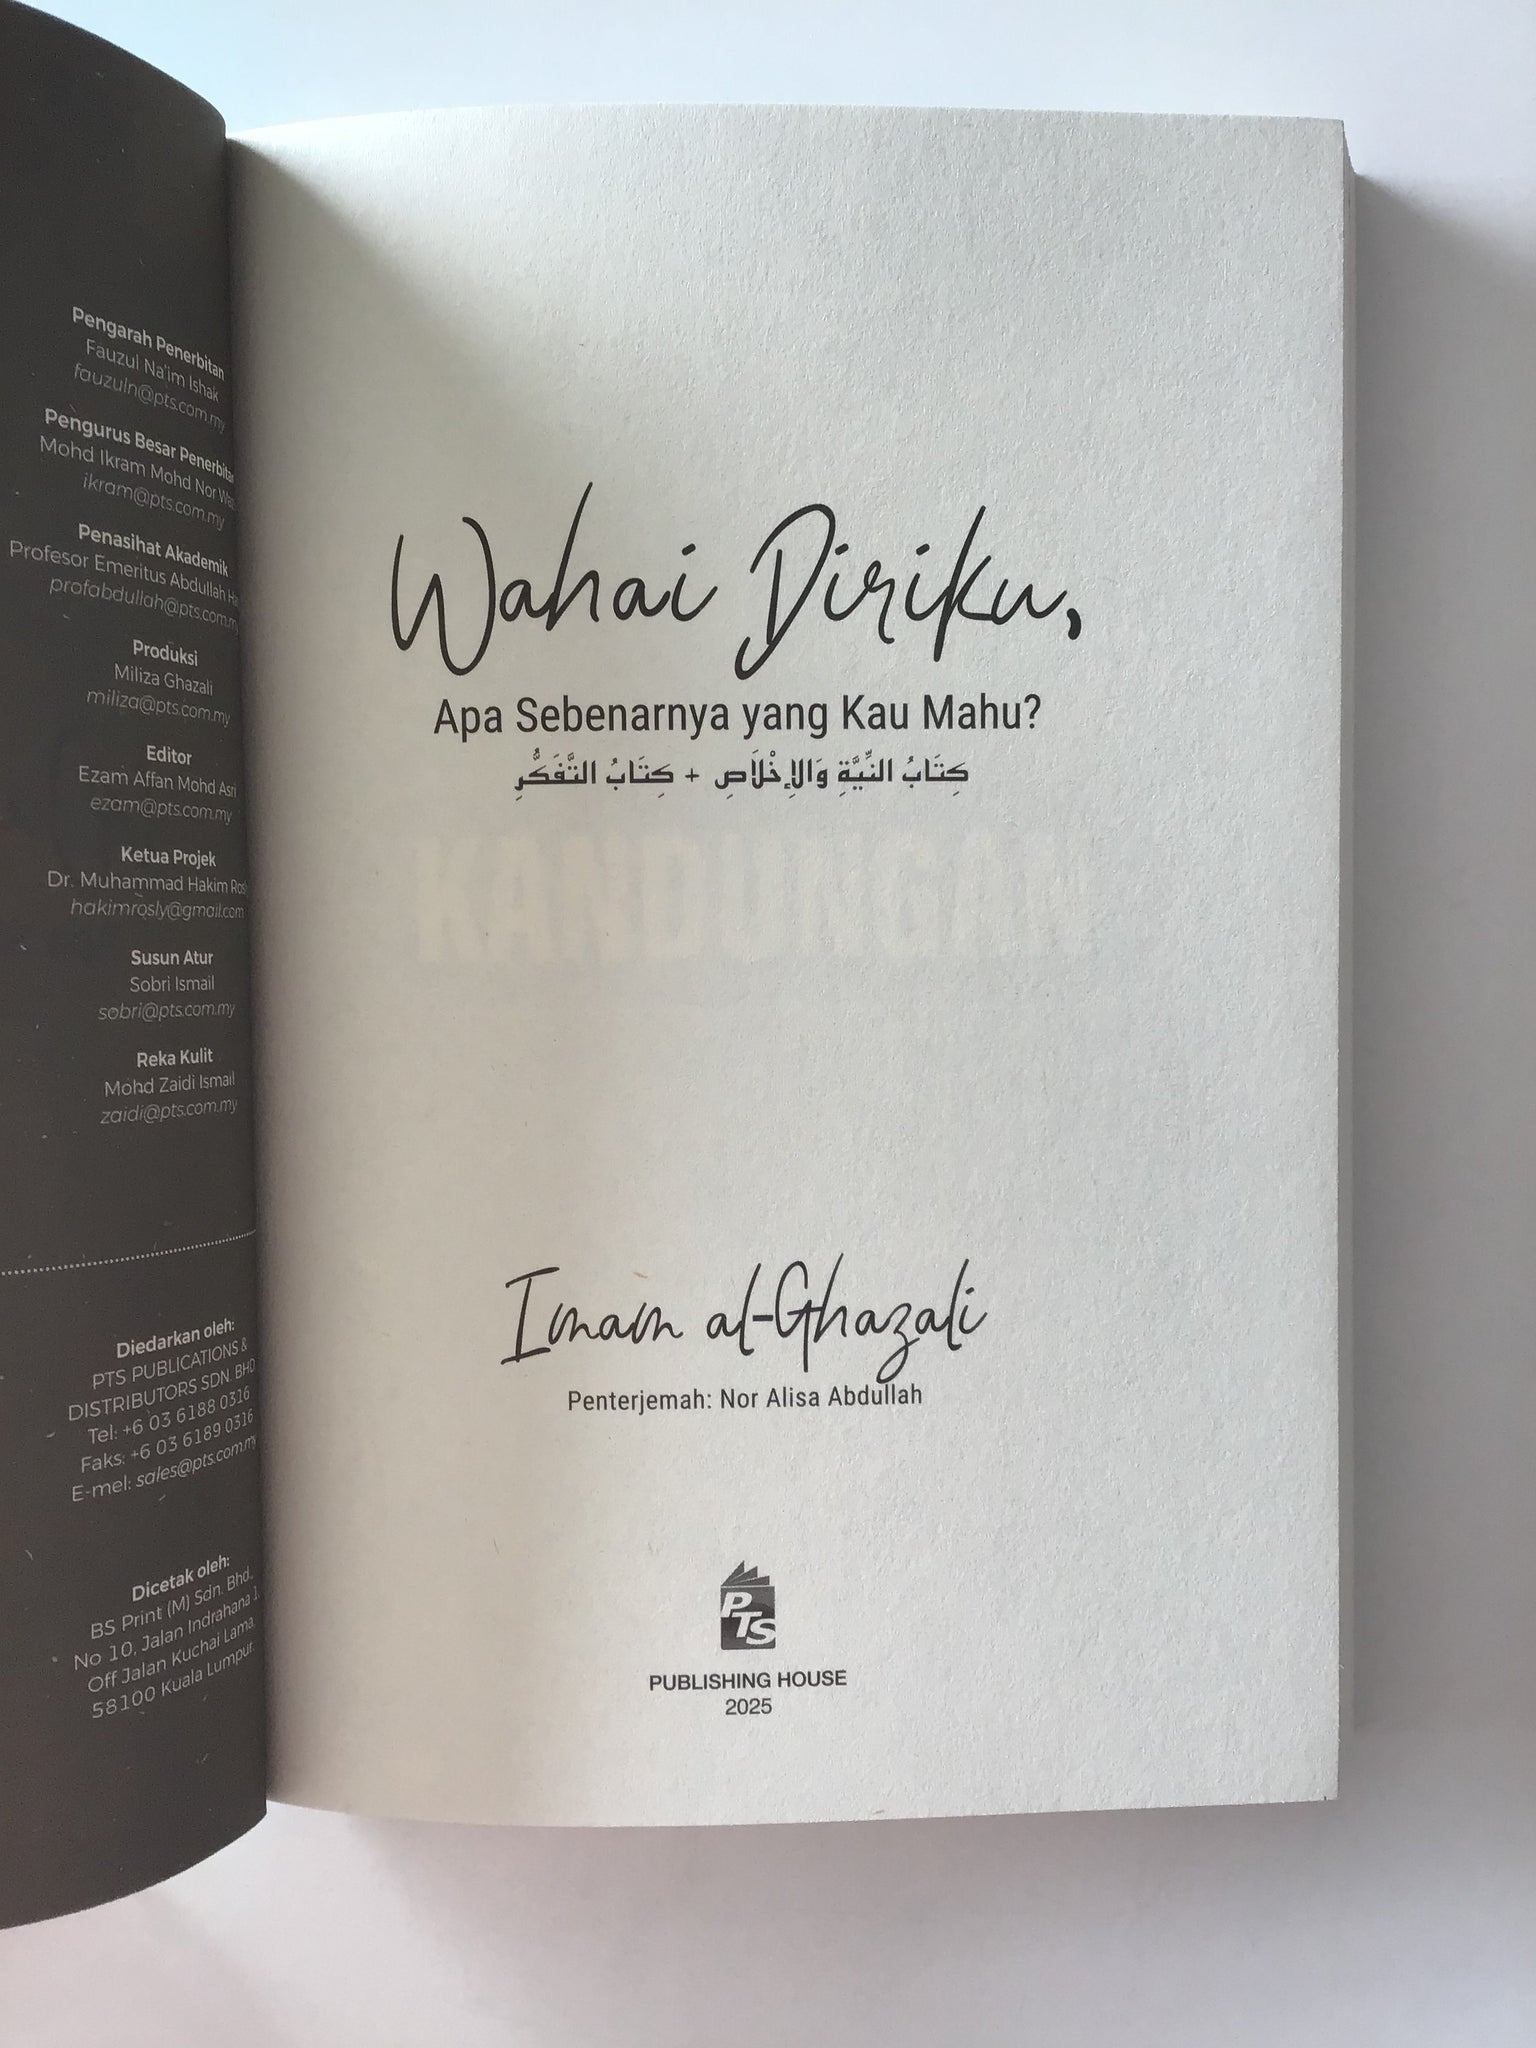 Pengarah Penerbitan
Fauzul Na'im Ishak
fauzuln@pts.com.my
Pengurus Besar Penerbitan
Mohd Ikram Mohd Nor
ikram@pts.com.my
Penasihat Akademik
Profesor Emeritus Abdullah
profabdullah@pts.com.my
Produksi
Miliza Ghazali
miliza@pts.com.my
Editor
Ezam Affan Mohd Asri
ezam@pts.com.my
Ketua Projek
Dr. Muhammad Hakim
hakimrosly@gmail.com
Susun Atur
Sobri Ismail
sobri@pts.com.my
Reka Kulit
Mohd Zaidi Ismail
zaidi@pts.com.my
Diedarkan oleh:
PTS PUBLICATIONS &
DISTRIBUTORS SDN. BHD
Tel: +6 03 6188 0316
Faks: +6 03 6189 0316
E-mel: sales@pts.com.my
Dicetak oleh:
BS Print (M) Sdn. Bhd.
No 10, Jalan Indrahana 1,
Off Jalan Kuchai Lama,
58100 Kuala Lumpur.
Wahai Diriku,
Apa Sebenarnya yang Kau Mahu?
كِتَابُ النِّيَّةِ وَالإِخْلَاصِ + كِتَابُ التَّفَكُّرِ
KANDUNGAN
Imam al-Ghazali
Penterjemah: Nor Alisa Abdullah
PTS
PUBLISHING HOUSE
2025